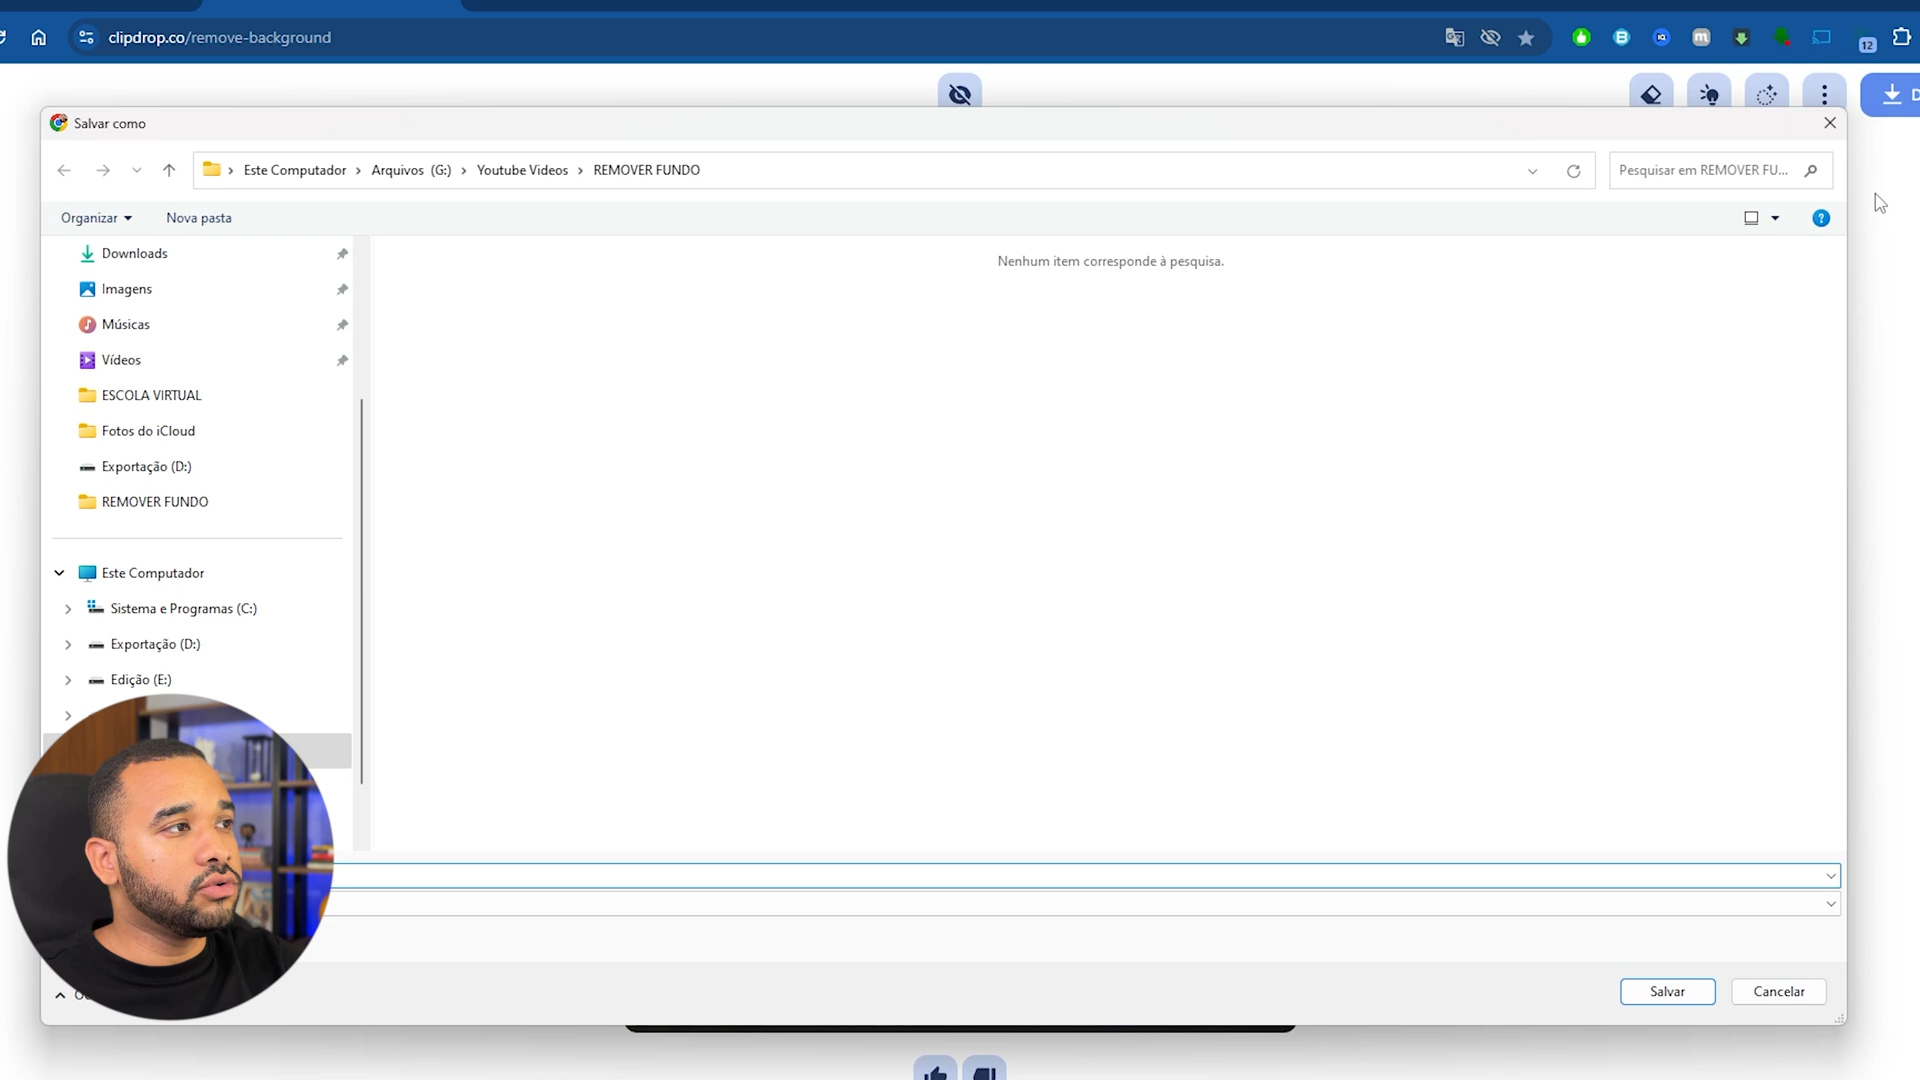 clipdrop.co/remove-background
12
D
Salvar como
Este Computador > Arquivos (G:) > Youtube Videos > REMOVER FUNDO
Pesquisar em REMOVER FU...
Organizar
Nova pasta
?
Downloads
Nenhum item corresponde à pesquisa.
Imagens
Músicas
Vídeos
ESCOLA VIRTUAL
Fotos do iCloud
Exportação (D:)
REMOVER FUNDO
Este Computador
Sistema e Programas (C:)
Exportação (D:)
Edição (E:)
Salvar
Cancelar